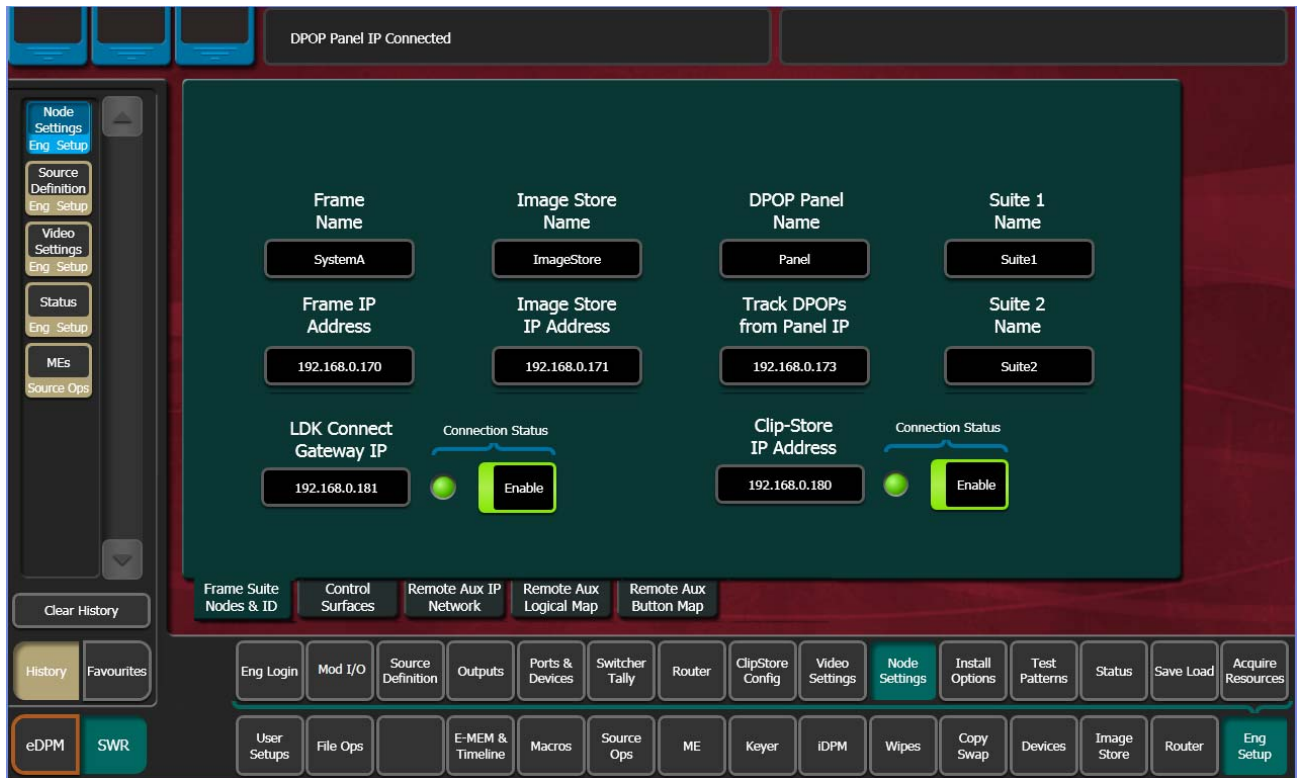 DPOP Panel IP Connected
Node
Settings
Eng Setup
Source
Definition
Eng Setup
Video
Settings
Eng Setup
Status
Eng Setup
MEs
Source Ops
Clear History
History
Favourites
eDPM
SWR
Frame
Name
SystemA
Image Store
Name
ImageStore
DPOP Panel
Name
Panel
Suite 1
Name
Suite1
Frame IP
Address
192.168.0.170
Image Store
IP Address
192.168.0.171
Track DPOPs
from Panel IP
192.168.0.173
Suite 2
Name
Suite2
LDK Connect
Gateway IP
192.168.0.181
Connection Status
Enable
Clip-Store
IP Address
192.168.0.180
Connection Status
Enable
Frame Suite
Nodes & ID
Control
Surfaces
Remote Aux IP
Network
Remote Aux
Logical Map
Remote Aux
Button Map
Eng Login
Mod I/O
Source
Definition
Outputs
Ports &
Devices
Switcher
Tally
Router
ClipStore
Config
Video
Settings
Node
Settings
Install
Options
Test
Patterns
Status
Save Load
Acquire
Resources
User
Setups
File Ops
E-MEM &
Timeline
Macros
Source
Ops
ME
Keyer
iDPM
Wipes
Copy
Swap
Devices
Image
Store
Router
Eng
Setup